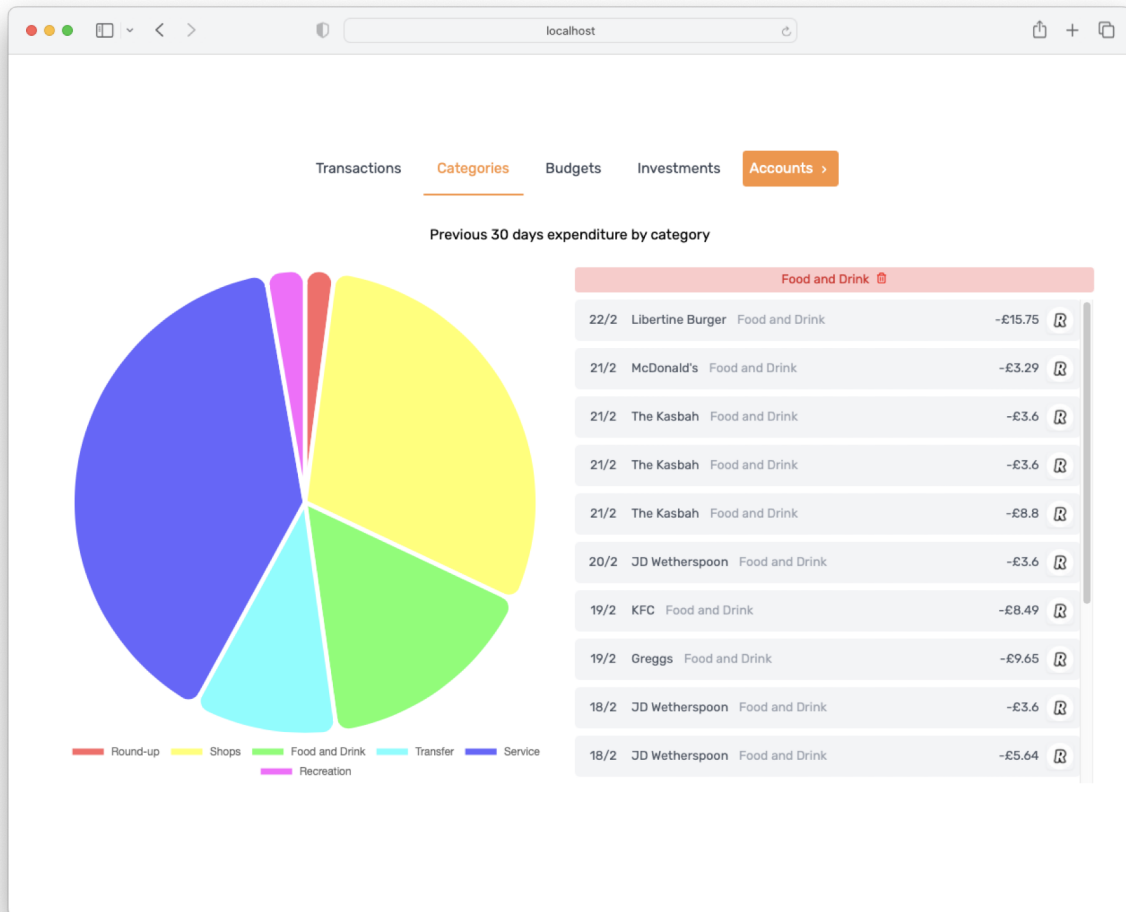 localhost
Transactions Categories Budgets Investments Accounts >
Previous 30 days expenditure by category
Food and Drink
22/2 Libertine Burger Food and Drink -£15.75
21/2 McDonald's Food and Drink -£3.29
21/2 The Kasbah Food and Drink -£3.6
21/2 The Kasbah Food and Drink -£3.6
21/2 The Kasbah Food and Drink -£8.8
20/2 JD Wetherspoon Food and Drink -£3.6
19/2 KFC Food and Drink -£8.49
19/2 Greggs Food and Drink -£9.65
18/2 JD Wetherspoon Food and Drink -£3.6
18/2 JD Wetherspoon Food and Drink -£5.64
Round-up Shops Food and Drink Transfer Service
Recreation